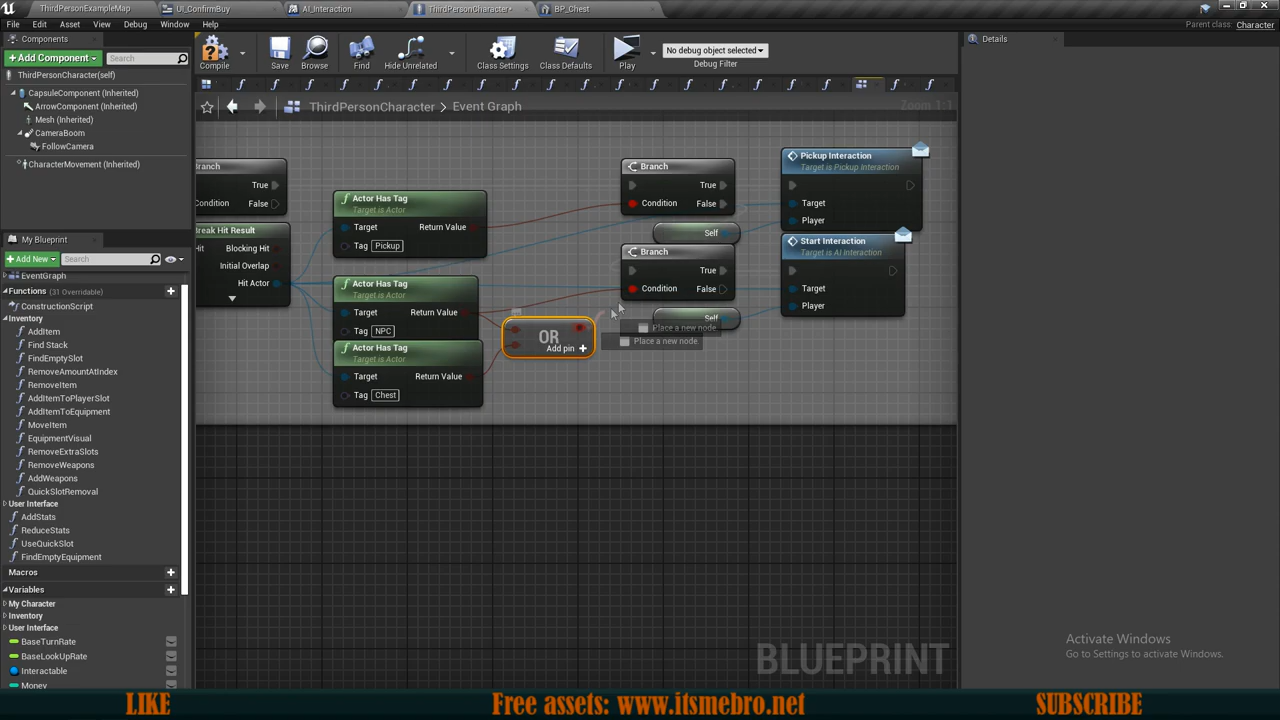 ThirdPersonExampleMap
UI_ConfirmBuy
AI_Interaction
ThirdPersonCharacter*
BP_Chest
File
Edit
Asset
View
Debug
Window
Help
Parent class: Character
Components
+ Add Component
Search
ThirdPersonCharacter(self)
CapsuleComponent (Inherited)
ArrowComponent (Inherited)
Mesh (Inherited)
CameraBoom
FollowCamera
CharacterMovement (Inherited)
Compile
Save
Browse
Find
Hide Unrelated
Class Settings
Class Defaults
Play
No debug object selected
Debug Filter
Details
ThirdPersonCharacter
Event Graph
Zoom 1:1
ranch
True
Condition
False
reak Hit Result
Hit
Blocking Hit
Initial Overlap
Hit Actor
Actor Has Tag
Target is Actor
Target
Return Value
Tag
Pickup
Actor Has Tag
Target is Actor
Target
Return Value
Tag
NPC
Actor Has Tag
Target is Actor
Target
Return Value
Tag
Chest
OR
Add pin +
Branch
True
Condition
False
Self
Branch
True
Condition
False
Self
Place a new node.
Place a new node.
Pickup Interaction
Target is Pickup Interaction
Target
Player
Start Interaction
Target is AI Interaction
Target
Player
My Blueprint
+ Add New
Search
EventGraph
Functions (31 Overridable)
ConstructionScript
Inventory
AddItem
Find Stack
FindEmptySlot
RemoveAmountAtIndex
RemoveItem
AddItemToPlayerSlot
AddItemToEquipment
MoveItem
EquipmentVisual
RemoveExtraSlots
RemoveWeapons
AddWeapons
QuickSlotRemoval
User Interface
AddStats
ReduceStats
UseQuickSlot
FindEmptyEquipment
Macros
Variables
My Character
Inventory
User Interface
BaseTurnRate
BaseLookUpRate
Interactable
Money
BLUEPRINT
Activate Windows
Go to Settings to activate Windows.
LIKE
Free assets: www.itsmebro.net
SUBSCRIBE